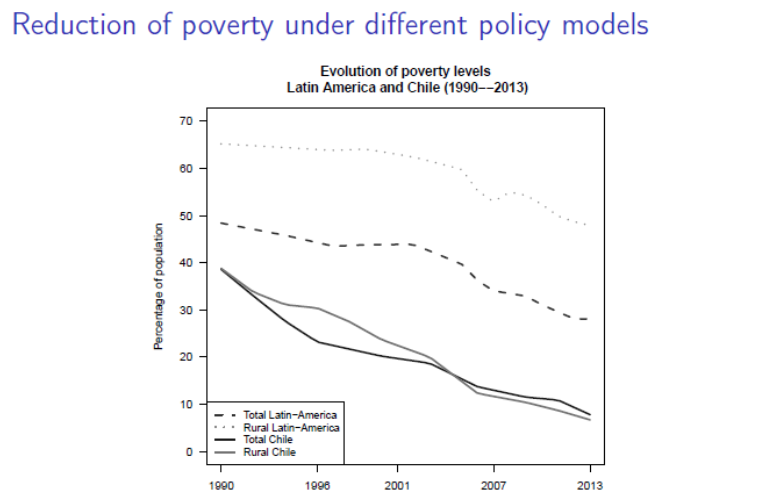 Reduction of poverty under different policy models
Evolution of poverty levels
Latin America and Chile (1990−−2013)
Percentage of population
70
60
50
40
30
20
10
0
Total Latin−America
Rural Latin−America
Total Chile
Rural Chile
1990 1996 2001 2007 2013